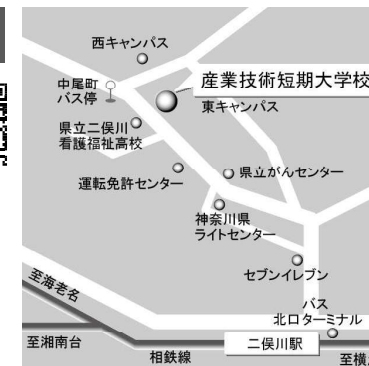 西キャンパス
中尾町
バス停
産業技術短期大学校
東キャンパス
県立二俣川
看護福祉高校
運転免許センター
県立がんセンター
神奈川県
ライトセンター
セブンイレブン
至海老名
バス
北口ターミナル
至湘南台
相鉄線
二俣川駅
至横